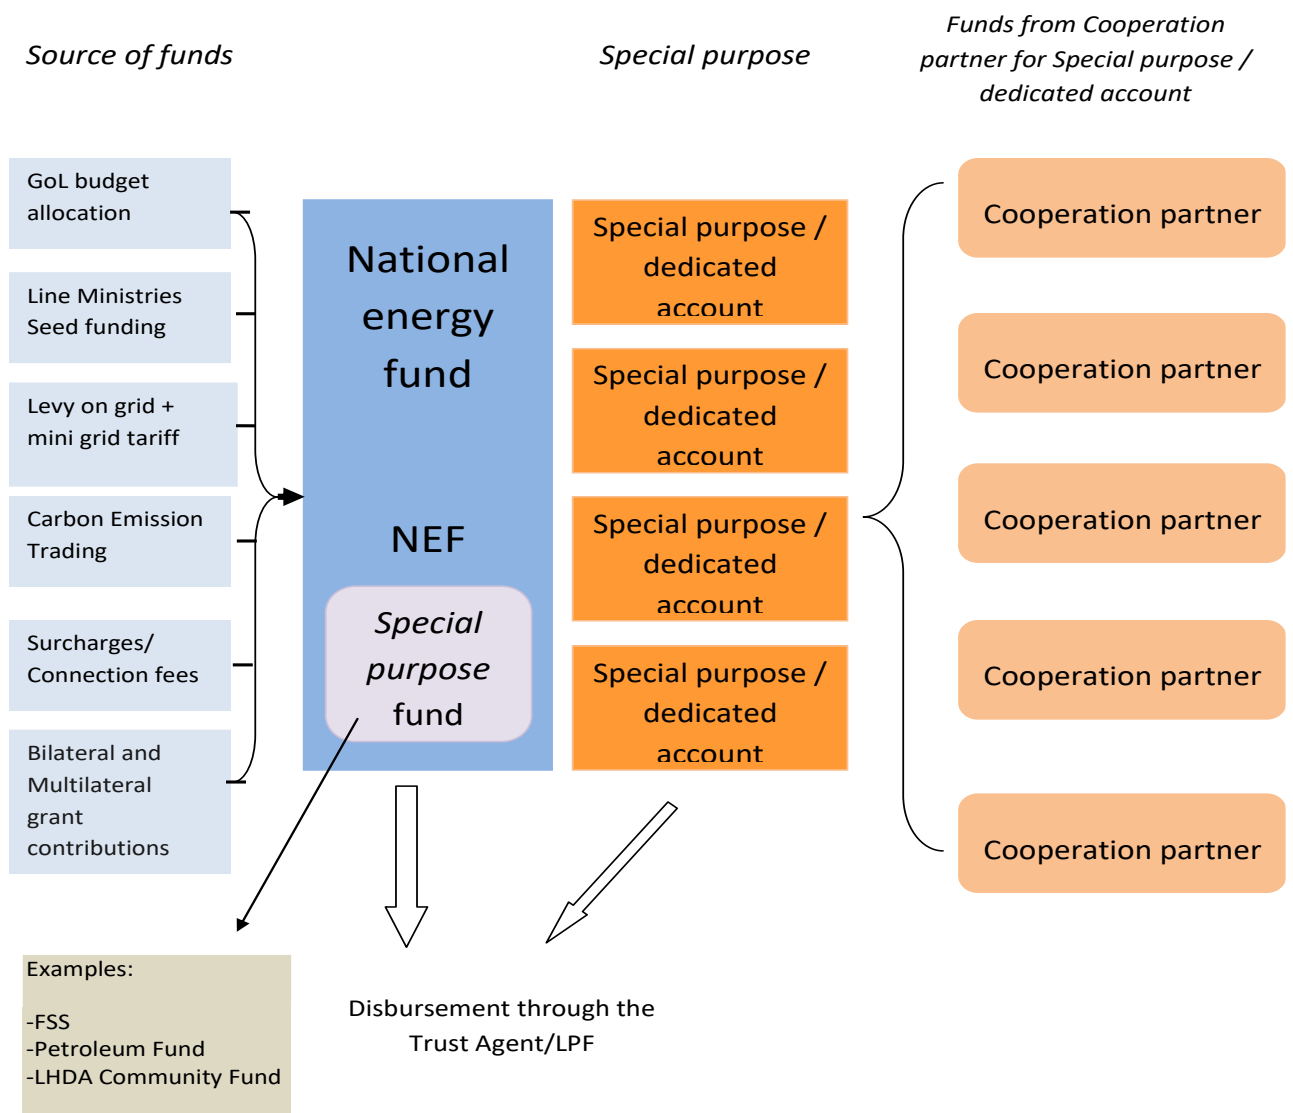 Source of funds
Special purpose
Funds from Cooperation
partner for Special purpose /
dedicated account
GoL budget
allocation
Line Ministries
Seed funding
Levy on grid +
mini grid tariff
Carbon Emission
Trading
Surcharges/
Connection fees
Bilateral and
Multilateral
grant
contributions
National
energy
fund
NEF
Special
purpose
fund
Special purpose /
dedicated
account
Special purpose /
dedicated
account
Special purpose /
dedicated
account
Special purpose /
dedicated
account
Cooperation partner
Cooperation partner
Cooperation partner
Cooperation partner
Cooperation partner
Examples:
-FSS
-Petroleum Fund
-LHDA Community Fund
Disbursement through the
Trust Agent/LPF